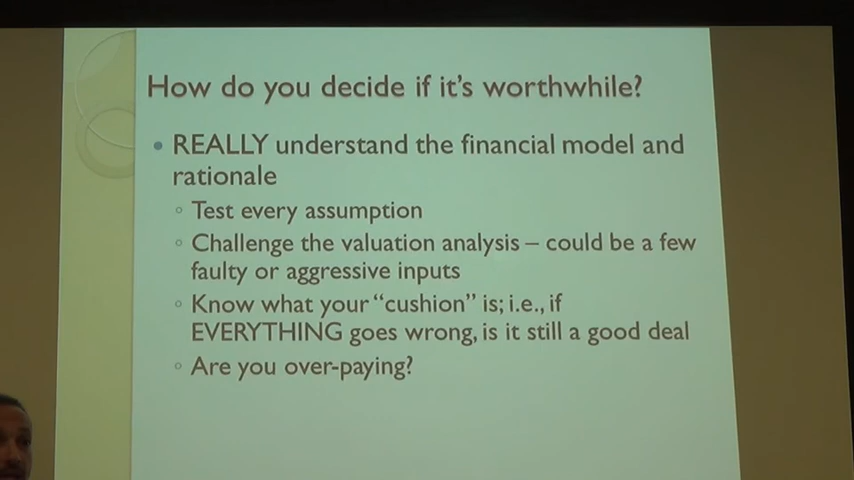 How do you decide if it's worthwhile?
REALLY understand the financial model and
rationale
Test every assumption
Challenge the valuation analysis – could be a few
faulty or aggressive inputs
Know what your "cushion" is; i.e., if
EVERYTHING goes wrong, is it still a good deal
Are you over-paying?